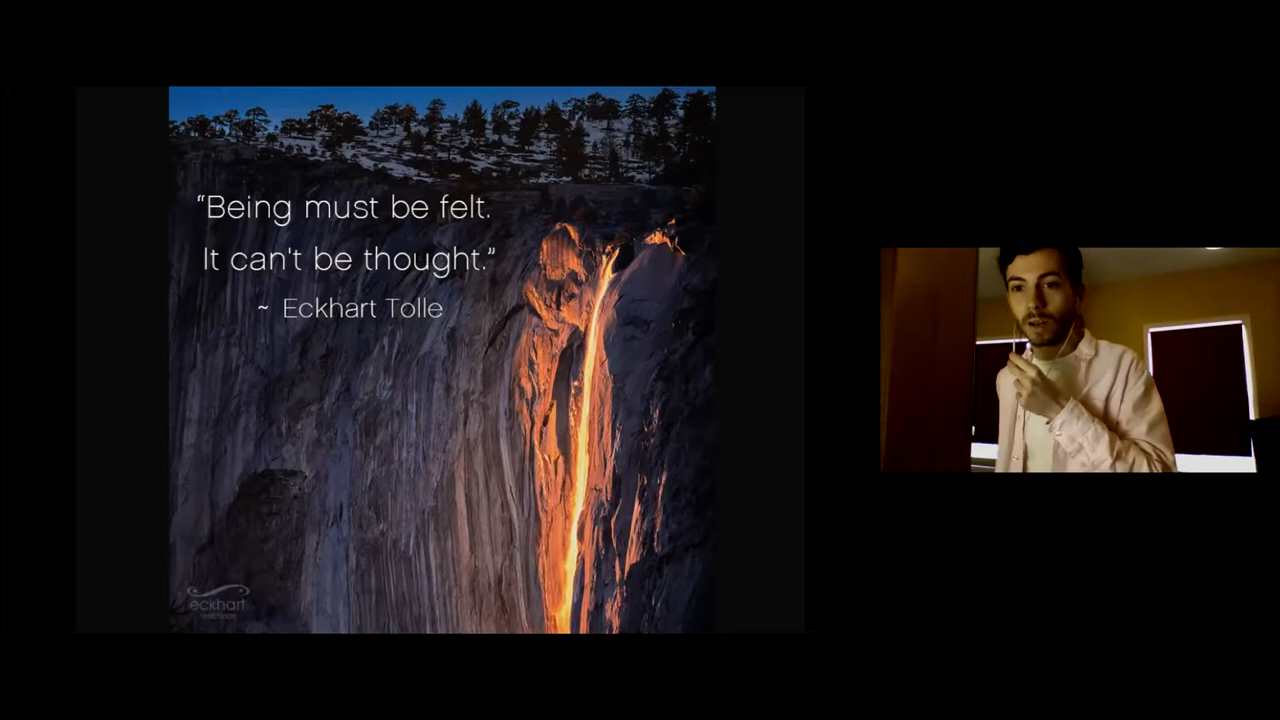 “Being must be felt.
It can't be thought.”
~ Eckhart Tolle
eckhart